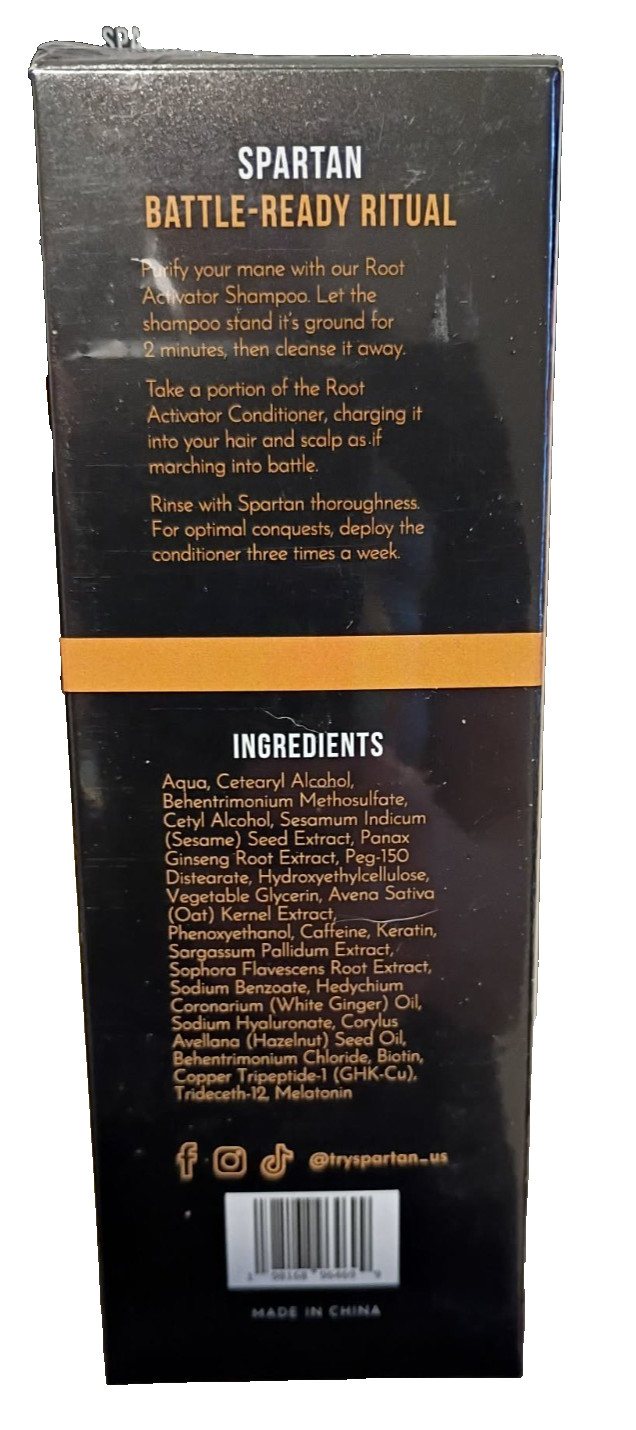 SPARTAN
BATTLE-READY RITUAL
Purify your mane with our Root
Activator Shampoo. Let the
shampoo stand it's ground for
2 minutes, then cleanse it away.
Take a portion of the Root
Activator Conditioner, charging it
into your hair and scalp as if
marching into battle.
Rinse with Spartan thoroughness.
For optimal conquests, deploy the
conditioner three times a week.
INGREDIENTS
Aqua, Cetearyl Alcohol,
Behentrimonium Methosulfate,
Cetyl Alcohol, Sesamum Indicum
(Sesame) Seed Extract, Panax
Ginseng Root Extract, Peg-150
Distearate, Hydroxyethylcellulose,
Vegetable Glycerin, Avena Sativa
(Oat) Kernel Extract,
Phenoxyethanol, Caffeine, Keratin,
Sargassum Pallidum Extract,
Sophora Flavescens Root Extract,
Sodium Benzoate, Hedychium
Coronarium (White Ginger) Oil,
Sodium Hyaluronate, Corylus
Avellana (Hazelnut) Seed Oil,
Behentrimonium Chloride, Biotin,
Copper Tripeptide-1 (GHK-Cu),
Trideceth-12, Melatonin
@tryspartan_us
MADE IN CHINA